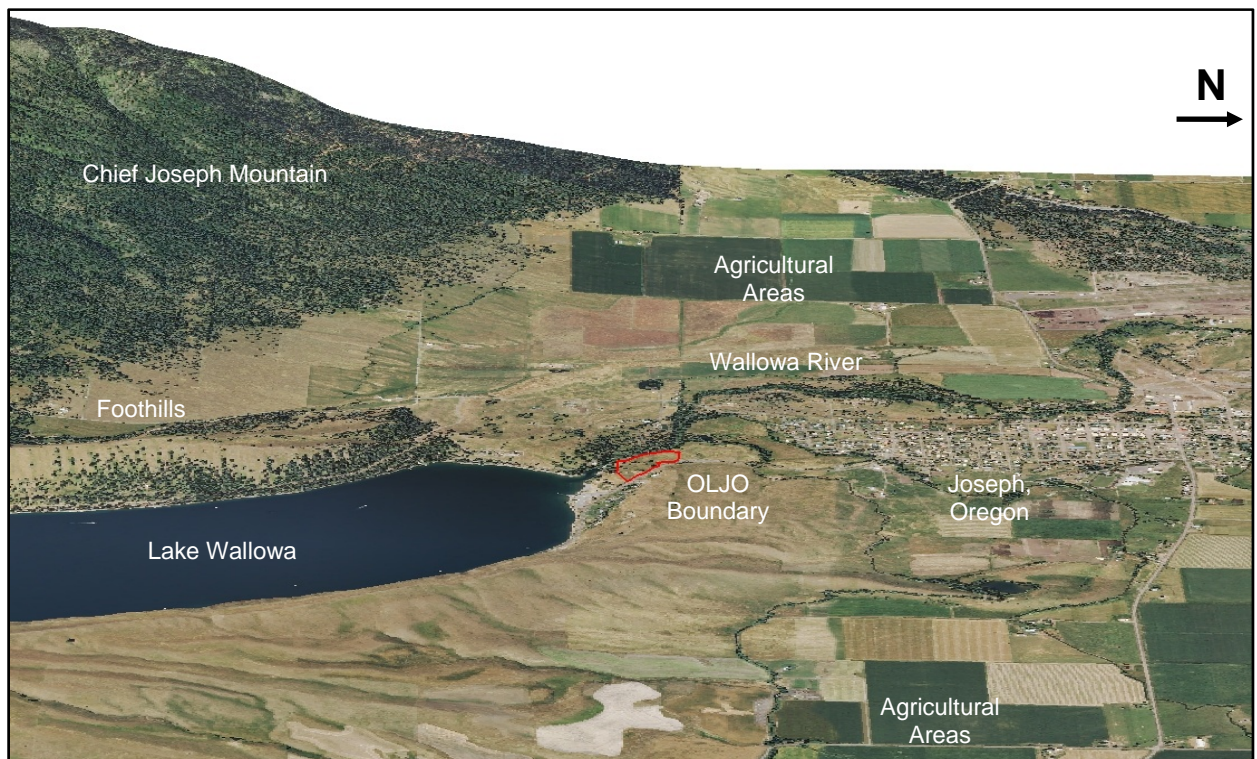 N
Chief Joseph Mountain
Agricultural
Areas
Wallowa River
Foothills
OLJO
Boundary
Joseph,
Oregon
Lake Wallowa
Agricultural
Areas